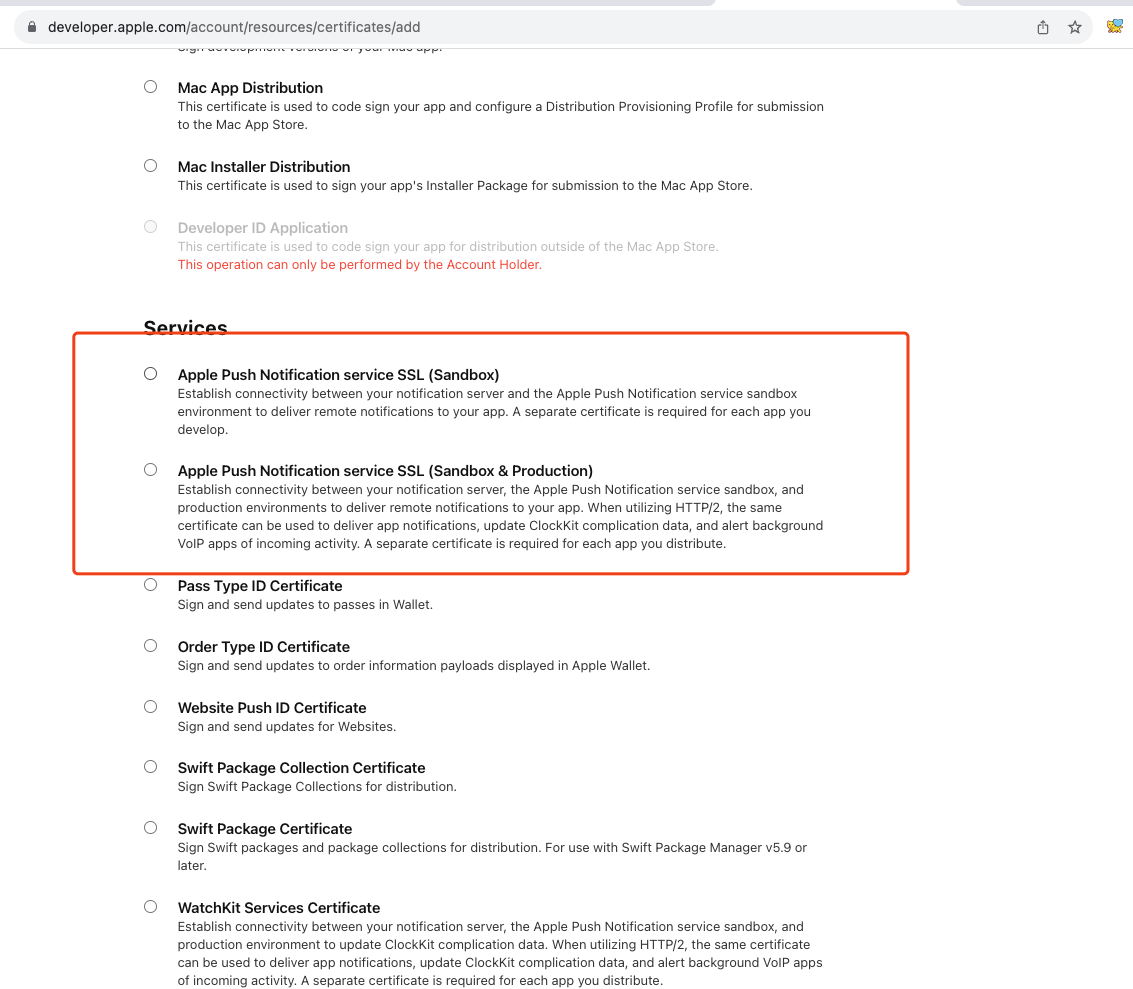 developer.apple.com/account/resources/certificates/add
Sign development versions of your Mac app.
Mac App Distribution
This certificate is used to code sign your app and configure a Distribution Provisioning Profile for submission
to the Mac App Store.
Mac Installer Distribution
This certificate is used to sign your app's Installer Package for submission to the Mac App Store.
Developer ID Application
This certificate is used to code sign your app for distribution outside of the Mac App Store.
This operation can only be performed by the Account Holder.
Services
Apple Push Notification service SSL (Sandbox)
Establish connectivity between your notification server and the Apple Push Notification service sandbox
environment to deliver remote notifications to your app. A separate certificate is required for each app you
develop.
Apple Push Notification service SSL (Sandbox & Production)
Establish connectivity between your notification server, the Apple Push Notification service sandbox, and
production environments to deliver remote notifications to your app. When utilizing HTTP/2, the same
certificate can be used to deliver app notifications, update ClockKit complication data, and alert background
VoIP apps of incoming activity. A separate certificate is required for each app you distribute.
Pass Type ID Certificate
Sign and send updates to passes in Wallet.
Order Type ID Certificate
Sign and send updates to order information payloads displayed in Apple Wallet.
Website Push ID Certificate
Sign and send updates for Websites.
Swift Package Collection Certificate
Sign Swift Package Collections for distribution.
Swift Package Certificate
Sign Swift packages and package collections for distribution. For use with Swift Package Manager v5.9 or
later.
WatchKit Services Certificate
Establish connectivity between your notification server, the Apple Push Notification service sandbox, and
production environment to update ClockKit complication data. When utilizing HTTP/2, the same certificate
can be used to deliver app notifications, update ClockKit complication data, and alert background VoIP apps
of incoming activity. A separate certificate is required for each app you distribute.